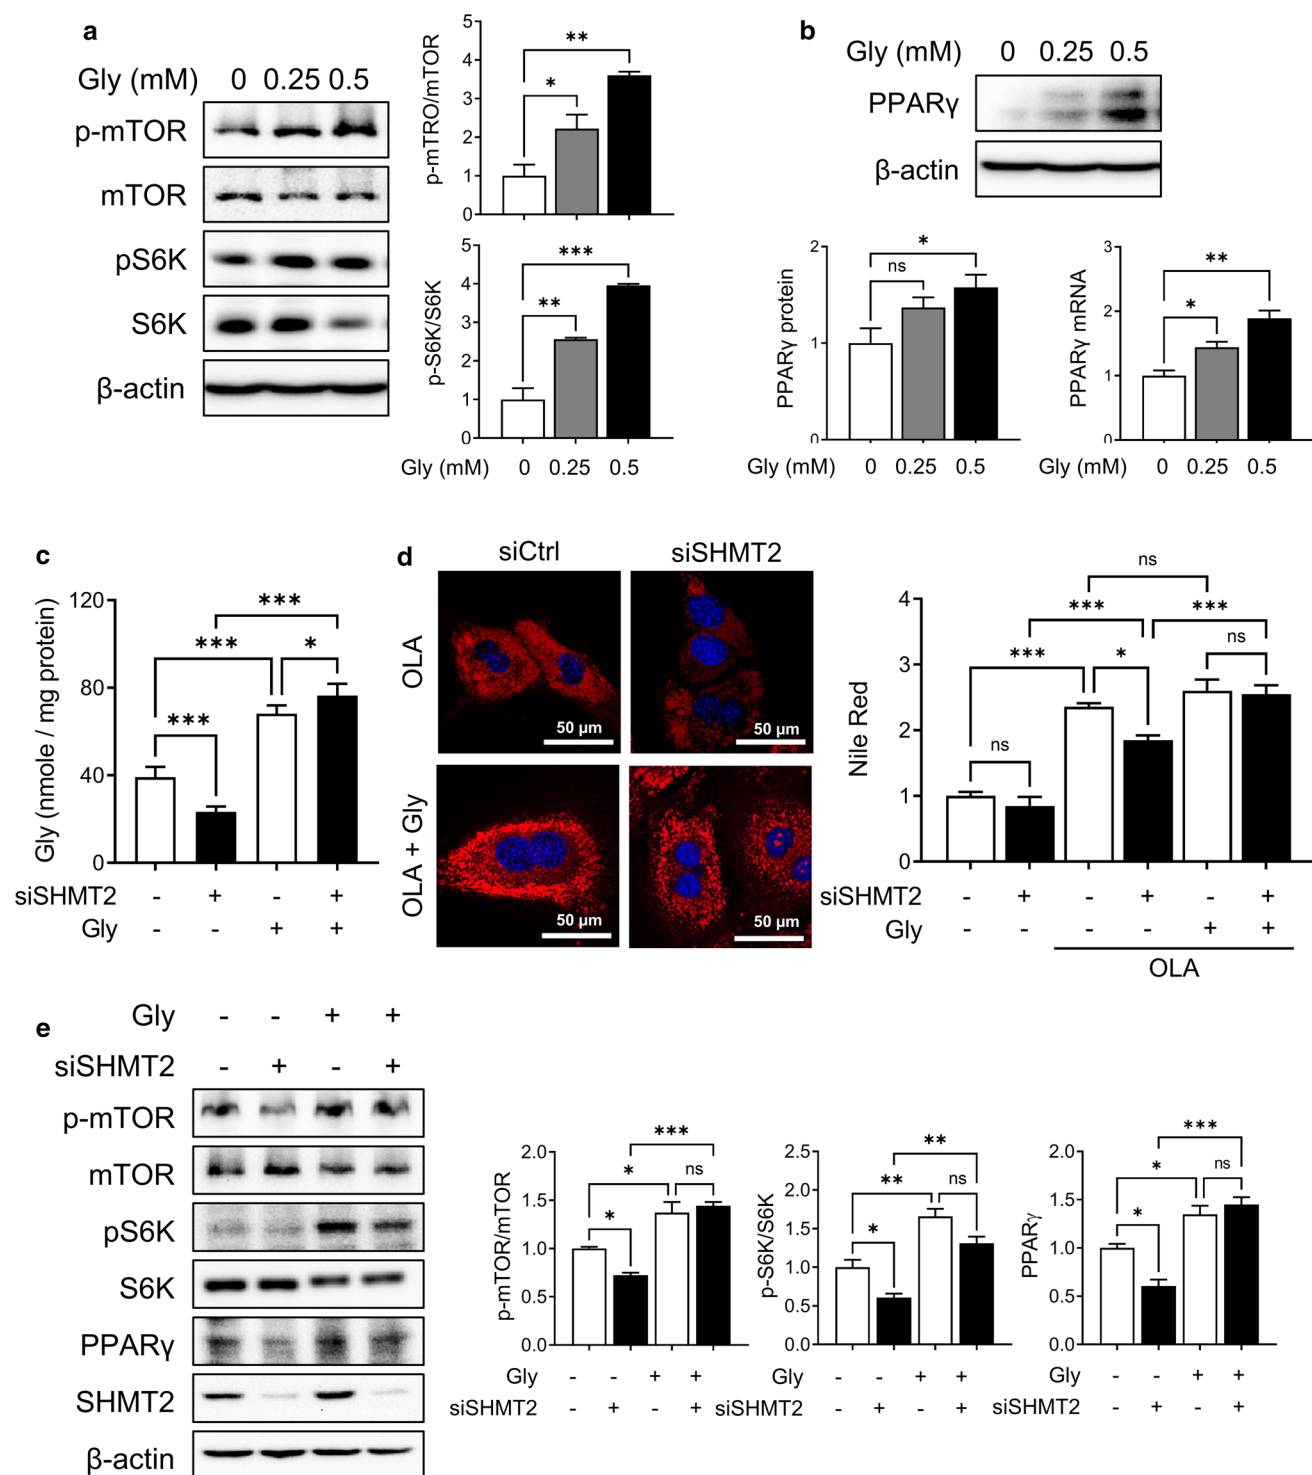 a
Gly (mM) 0 0.25 0.5
p-mTOR
mTOR
pS6K
S6K
β-actin
p-mTRO/mTOR
5
4
3
2
1
0
**
*
p-S6K/S6K
5
4
3
2
1
0
***
**
Gly (mM) 0 0.25 0.5
b
Gly (mM) 0 0.25 0.5
PPARγ
β-actin
PPARγ protein
2
1
0
*
ns
Gly (mM) 0 0.25 0.5
PPARγ mRNA
3
2
1
0
**
*
Gly (mM) 0 0.25 0.5
c
Gly (nmole / mg protein)
120
80
40
0
***
***
*
***
siSHMT2 - + - +
Gly - - + +
d
siCtrl siSHMT2
OLA
50 μm
50 μm
OLA + Gly
50 μm
50 μm
Nile Red
4
3
2
1
0
ns
*** ***
*** * ns
ns
siSHMT2 - + - + - +
Gly - - - - + +
OLA
e
Gly - - + +
siSHMT2 - + - +
p-mTOR
mTOR
pS6K
S6K
PPARγ
SHMT2
β-actin
p-mTOR/mTOR
2.0
1.5
1.0
0.5
0.0
***
* ns
*
Gly - - + +
siSHMT2 - + - +
p-S6K/S6K
2.5
2.0
1.5
1.0
0.5
0.0
**
** ns
*
Gly - - + +
siSHMT2 - + - +
PPARγ
2.0
1.5
1.0
0.5
0.0
***
* ns
*
Gly - - + +
siSHMT2 - + - +